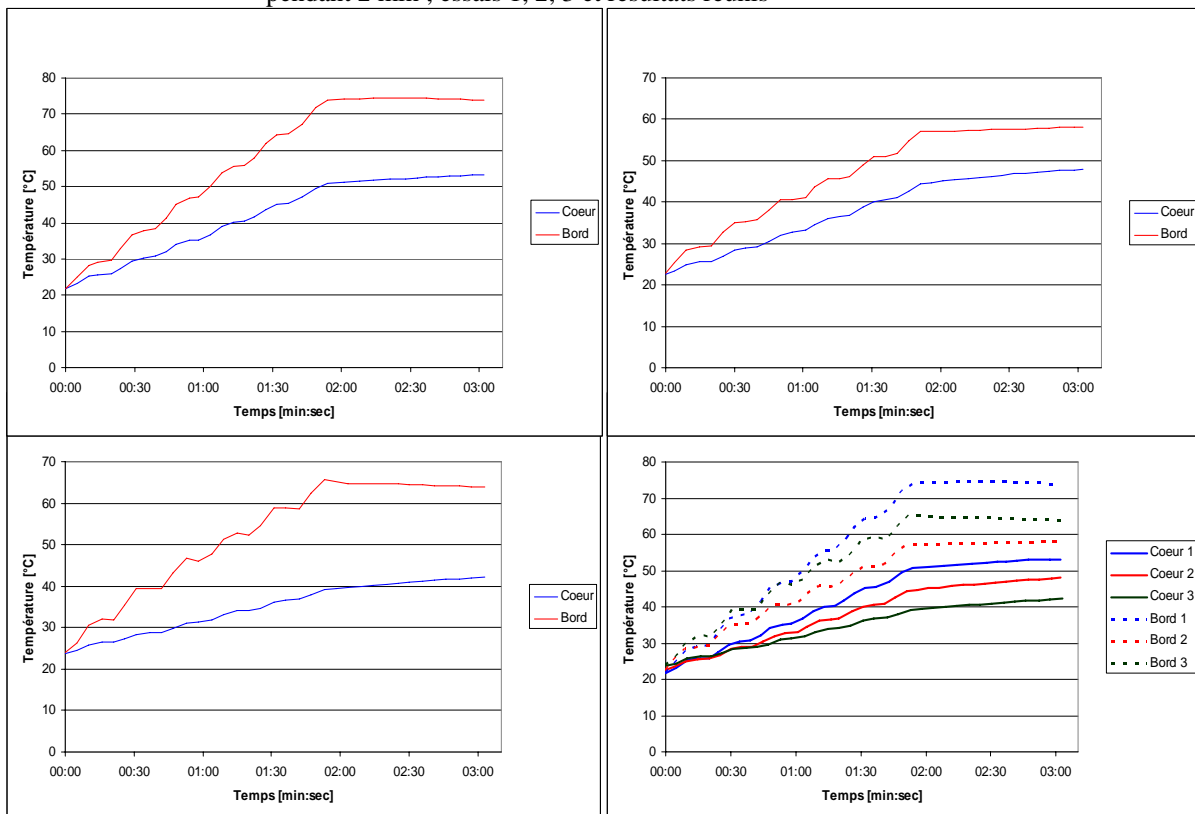 pendant 2 min ; essais 1, 2, 3 et résultats réunis
80
70
60
50
40
30
20
10
0
Température [°C]
00:00 00:30 01:00 01:30 02:00 02:30 03:00
Temps [min:sec]
Coeur
Bord
70
60
50
40
30
20
10
0
Température [°C]
00:00 00:30 01:00 01:30 02:00 02:30 03:00
Temps [min:sec]
Coeur
Bord
70
60
50
40
30
20
10
0
Température [°C]
00:00 00:30 01:00 01:30 02:00 02:30 03:00
Temps [min:sec]
Coeur
Bord
80
70
60
50
40
30
20
10
0
Température [°C]
00:00 00:30 01:00 01:30 02:00 02:30 03:00
Temps [min:sec]
Coeur 1
Coeur 2
Coeur 3
Bord 1
Bord 2
Bord 3